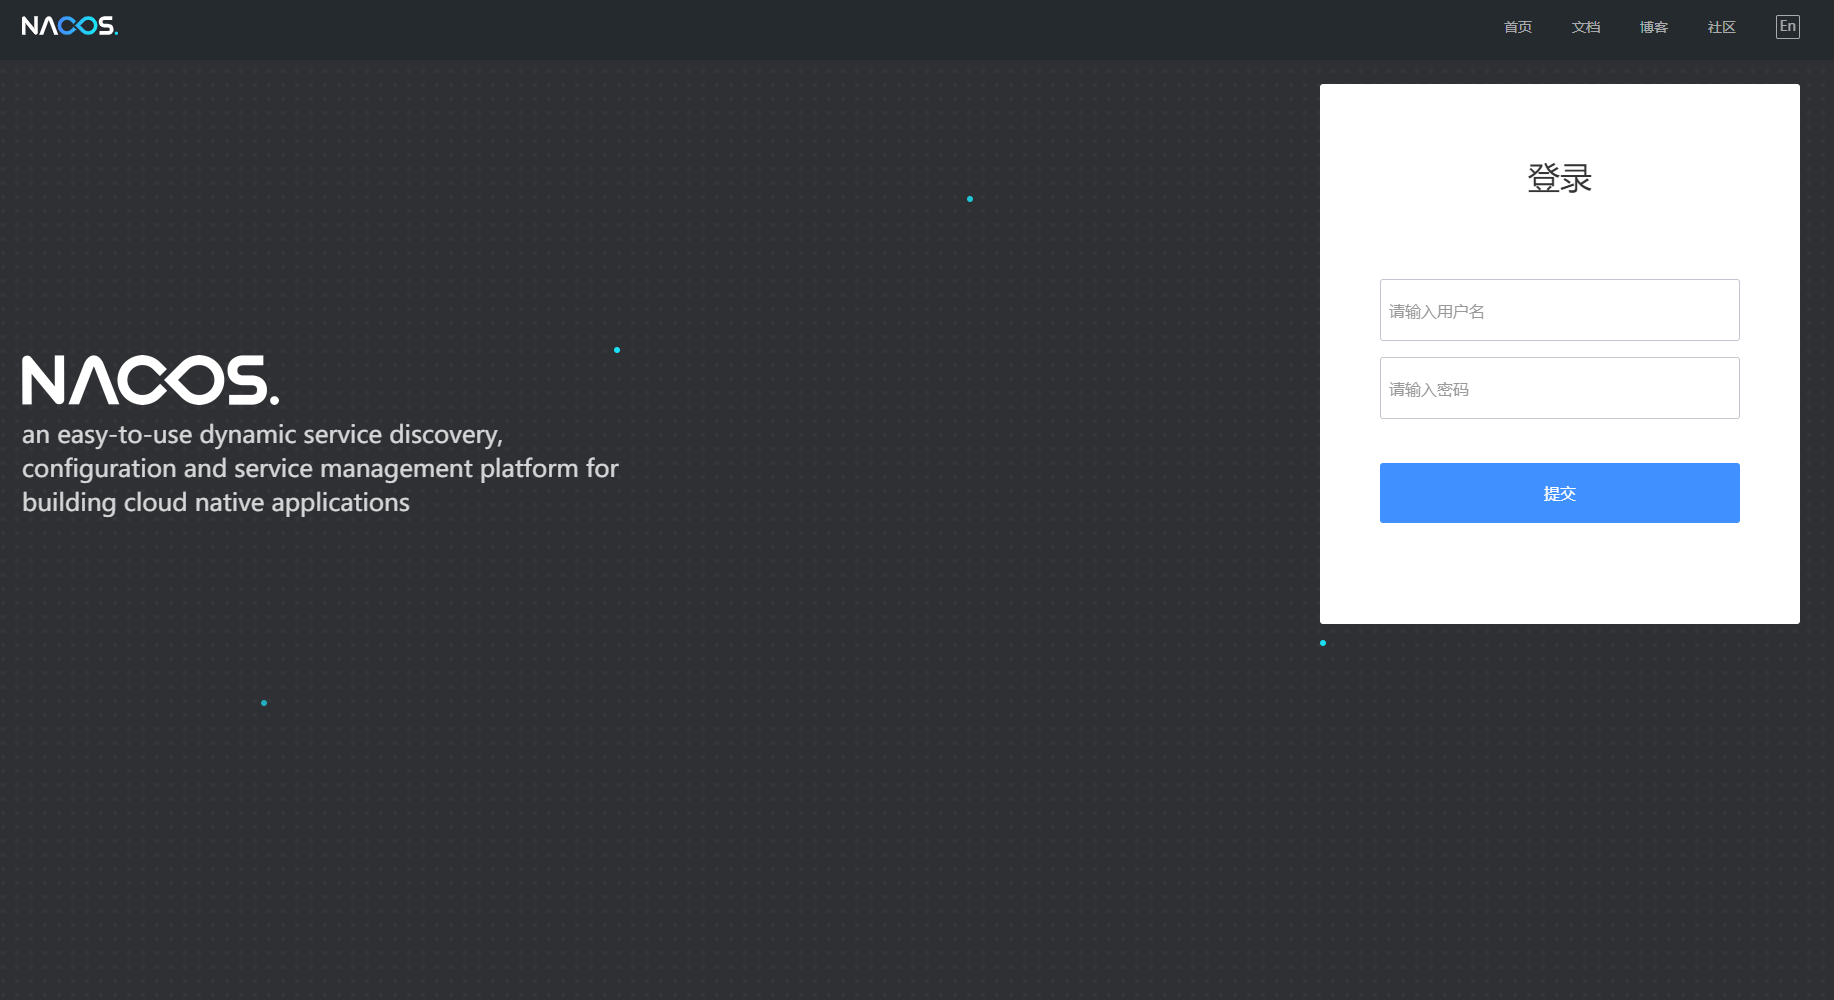 NACOS.
首页
文档
博客
社区
En
登录
请输入用户名
请输入密码
提交
NACOS.
an easy-to-use dynamic service discovery,
configuration and service management platform for
building cloud native applications